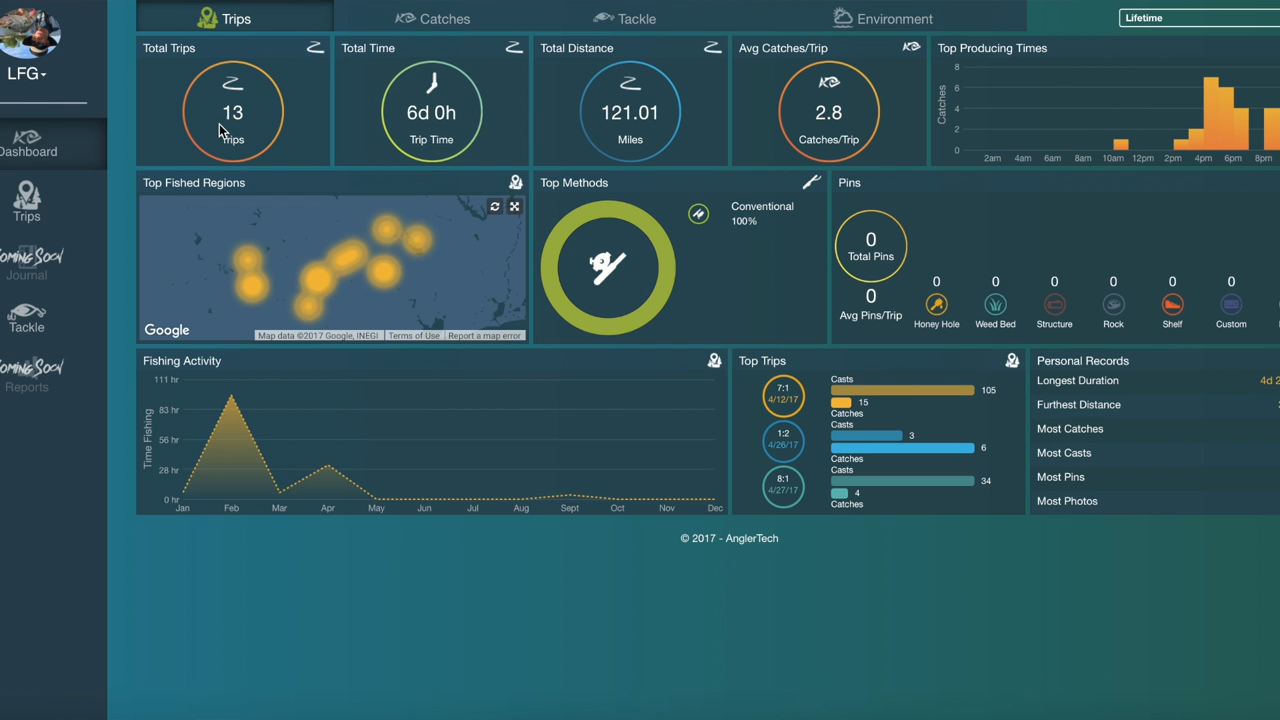 LFG
Dashboard
Trips
COMING SOON
Journal
Tackle
COMING SOON
Reports
Trips
Catches
Tackle
Environment
Lifetime
Total Trips
13
Trips
Total Time
6d 0h
Trip Time
Total Distance
121.01
Miles
Avg Catches/Trip
2.8
Catches/Trip
Top Producing Times
Catches
8
6
4
2
0
2am 4am 6am 8am 10am 12pm 2pm 4pm 6pm 8pm
Top Fished Regions
Google
Map data ©2017 Google, INEGI Terms of Use Report a map error
Top Methods
Conventional
100%
Pins
0
Total Pins
0
Avg Pins/Trip
0 0 0 0 0 0
Honey Hole Weed Bed Structure Rock Shelf Custom
Fishing Activity
Time Fishing
111 hr
83 hr
56 hr
28 hr
0 hr
Jan Feb Mar Apr May Jun Jul Aug Sept Oct Nov Dec
Top Trips
7:1
4/12/17
Casts
105
15
Catches
1:2
4/26/17
Casts
3
6
Catches
8:1
4/27/17
Casts
34
4
Catches
Personal Records
Longest Duration 4d 2
Furthest Distance
Most Catches
Most Casts
Most Pins
Most Photos
© 2017 - AnglerTech